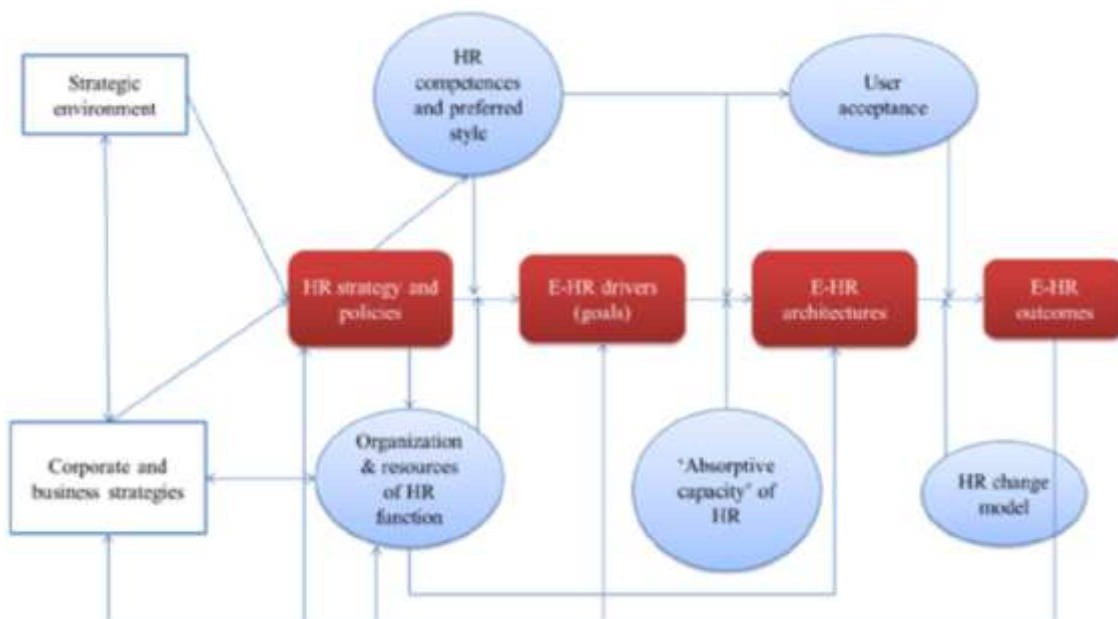 Strategic
environment
HR
competences
and preferred
style
User
acceptance
HR strategy and
policies
E-HR drivers
(goals)
E-HR
architectures
E-HR
outcomes
Corporate and
business strategies
Organization
& resources
of HR
function
‘Absorptive
capacity’ of
HR
HR change
model